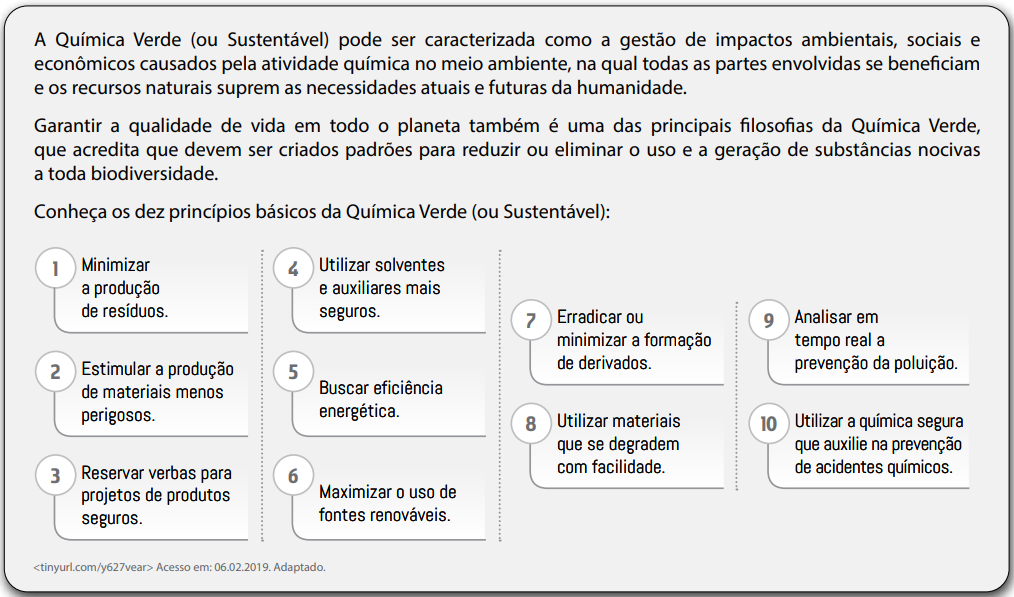 A Química Verde (ou Sustentável) pode ser caracterizada como a gestão de impactos ambientais, sociais e
econômicos causados pela atividade química no meio ambiente, na qual todas as partes envolvidas se beneficiam
e os recursos naturais suprem as necessidades atuais e futuras da humanidade.
Garantir a qualidade de vida em todo o planeta também é uma das principais filosofias da Química Verde,
que acredita que devem ser criados padrões para reduzir ou eliminar o uso e a geração de substâncias nocivas
a toda biodiversidade.
Conheça os dez princípios básicos da Química Verde (ou Sustentável):
1 Minimizar
a produção
de resíduos.
2 Estimular a produção
de materiais menos
perigosos.
3 Reservar verbas para
projetos de produtos
seguros.
4 Utilizar solventes
e auxiliares mais
seguros.
5 Buscar eficiência
energética.
6 Maximizar o uso de
fontes renováveis.
7 Erradicar ou
minimizar a formação
de derivados.
8 Utilizar materiais
que se degradem
com facilidade.
9 Analisar em
tempo real a
prevenção da poluição.
10 Utilizar a química segura
que auxilie na prevenção
de acidentes químicos.
<tinyurl.com/y627vear> Acesso em: 06.02.2019. Adaptado.